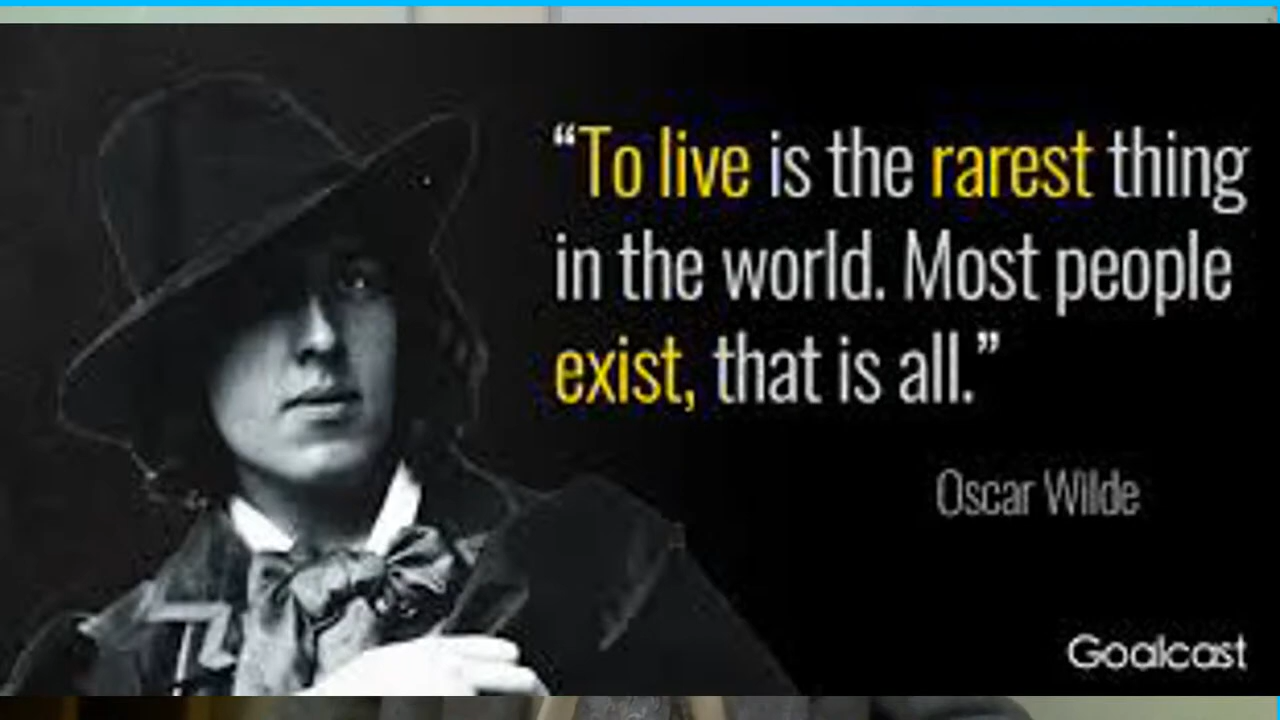 “To live is the rarest thing
in the world. Most people
exist, that is all.”
Oscar Wilde
Goalcast